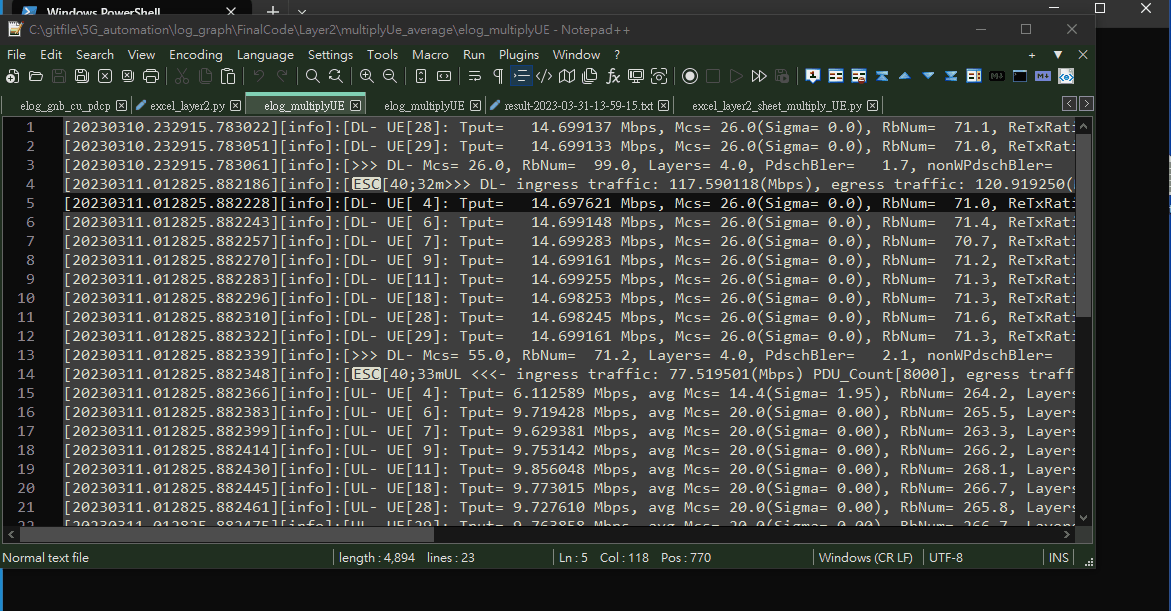 Windows PowerShell
C:\gitfile\5G_automation\log_graph\FinalCode\Layer2\multiplyUe_average\elog_multiplyUE - Notepad++
File Edit Search View Encoding Language Settings Tools Macro Run Plugins Window ?
elog_gnb_cu_pdcp excel_layer2.py elog_multiplyUE elog_multiplyUE result-2023-03-31-13-59-15.txt excel_layer2_sheet_multiply_UE.py
1 [20230310.232915.783022][info]:[DL- UE[28]: Tput=   14.699137 Mbps, Mcs= 26.0(Sigma= 0.0), RbNum=  71.1, ReTxRati
2 [20230310.232915.783051][info]:[DL- UE[29]: Tput=   14.699133 Mbps, Mcs= 26.0(Sigma= 0.0), RbNum=  71.0, ReTxRati
3 [20230310.232915.783061][info]:[>>> DL- Mcs= 26.0, RbNum=  99.0, Layers= 4.0, PdschBler=   1.7, nonWPdschBler=
4 [20230311.012825.882186][info]:[ESC[40;32m>>> DL- ingress traffic: 117.590118(Mbps), egress traffic: 120.919250(
5 [20230311.012825.882228][info]:[DL- UE[ 4]: Tput=   14.697621 Mbps, Mcs= 26.0(Sigma= 0.0), RbNum=  71.0, ReTxRati
6 [20230311.012825.882243][info]:[DL- UE[ 6]: Tput=   14.699148 Mbps, Mcs= 26.0(Sigma= 0.0), RbNum=  71.4, ReTxRati
7 [20230311.012825.882257][info]:[DL- UE[ 7]: Tput=   14.699283 Mbps, Mcs= 26.0(Sigma= 0.0), RbNum=  70.7, ReTxRati
8 [20230311.012825.882270][info]:[DL- UE[ 9]: Tput=   14.699161 Mbps, Mcs= 26.0(Sigma= 0.0), RbNum=  71.2, ReTxRati
9 [20230311.012825.882283][info]:[DL- UE[11]: Tput=   14.699255 Mbps, Mcs= 26.0(Sigma= 0.0), RbNum=  71.3, ReTxRati
10 [20230311.012825.882296][info]:[DL- UE[18]: Tput=   14.698253 Mbps, Mcs= 26.0(Sigma= 0.0), RbNum=  71.3, ReTxRati
11 [20230311.012825.882310][info]:[DL- UE[28]: Tput=   14.698245 Mbps, Mcs= 26.0(Sigma= 0.0), RbNum=  71.6, ReTxRati
12 [20230311.012825.882322][info]:[DL- UE[29]: Tput=   14.699161 Mbps, Mcs= 26.0(Sigma= 0.0), RbNum=  71.3, ReTxRati
13 [20230311.012825.882339][info]:[>>> DL- Mcs= 55.0, RbNum=  71.2, Layers= 4.0, PdschBler=   2.1, nonWPdschBler=
14 [20230311.012825.882348][info]:[ESC[40;33mUL <<<- ingress traffic: 77.519501(Mbps) PDU_Count[8000], egress traff
15 [20230311.012825.882366][info]:[UL- UE[ 4]: Tput= 6.112589 Mbps, avg Mcs= 14.4(Sigma= 1.95), RbNum= 264.2, Layers
16 [20230311.012825.882383][info]:[UL- UE[ 6]: Tput= 9.719428 Mbps, avg Mcs= 20.0(Sigma= 0.00), RbNum= 265.5, Layers
17 [20230311.012825.882399][info]:[UL- UE[ 7]: Tput= 9.629381 Mbps, avg Mcs= 20.0(Sigma= 0.00), RbNum= 263.3, Layers
18 [20230311.012825.882414][info]:[UL- UE[ 9]: Tput= 9.753142 Mbps, avg Mcs= 20.0(Sigma= 0.00), RbNum= 266.2, Layers
19 [20230311.012825.882430][info]:[UL- UE[11]: Tput= 9.856048 Mbps, avg Mcs= 20.0(Sigma= 0.00), RbNum= 268.1, Layers
20 [20230311.012825.882445][info]:[UL- UE[18]: Tput= 9.773015 Mbps, avg Mcs= 20.0(Sigma= 0.00), RbNum= 266.7, Layers
21 [20230311.012825.882461][info]:[UL- UE[28]: Tput= 9.727610 Mbps, avg Mcs= 20.0(Sigma= 0.00), RbNum= 265.8, Layers
22 [20230311.012825.882475][info]:[UL- UE[29]: Tput= 9.763858 Mbps, avg Mcs= 20.0(Sigma= 0.00), RbNum= 266.7, Layers
Normal text file length : 4,894 lines : 23 Ln : 5 Col : 118 Pos : 770 Windows (CR LF) UTF-8 INS